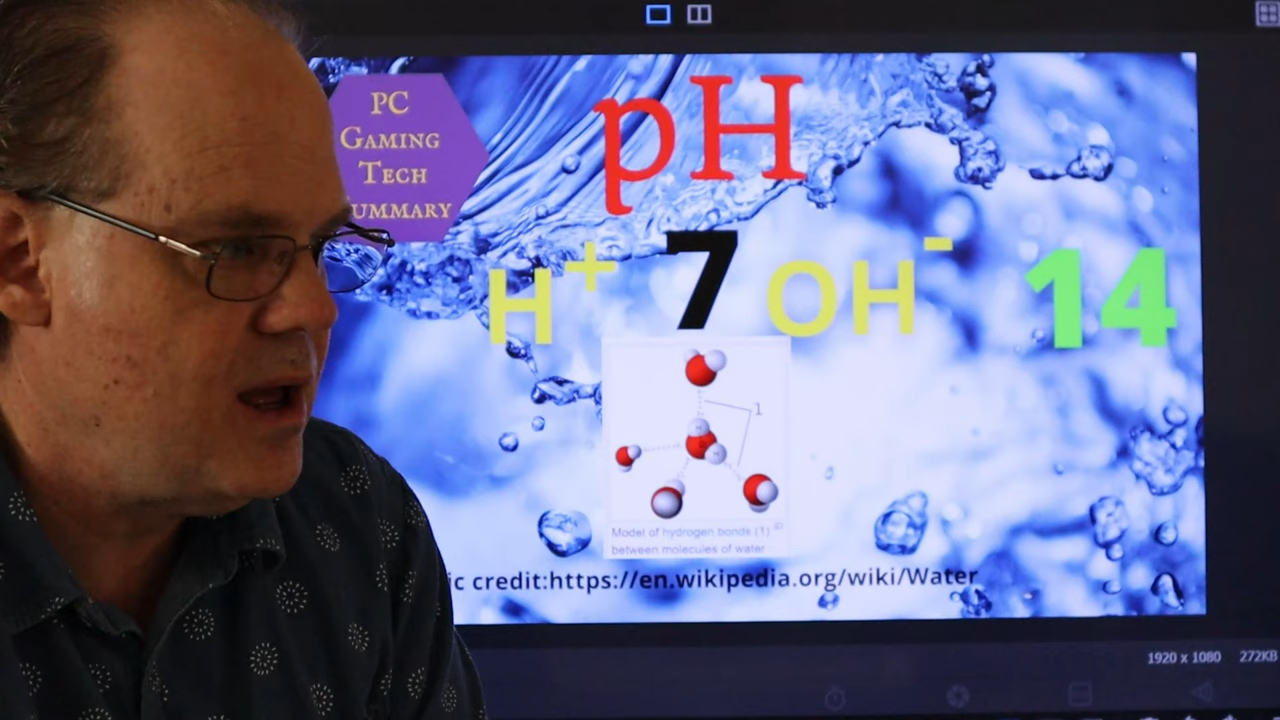 PC
GAMING
TECH
UMMARY
pH
H+ 7 OH- 14
1
Model of hydrogen bonds (1)
between molecules of water
ic credit:https://en.wikipedia.org/wiki/Water
1920 x 1080 272KB